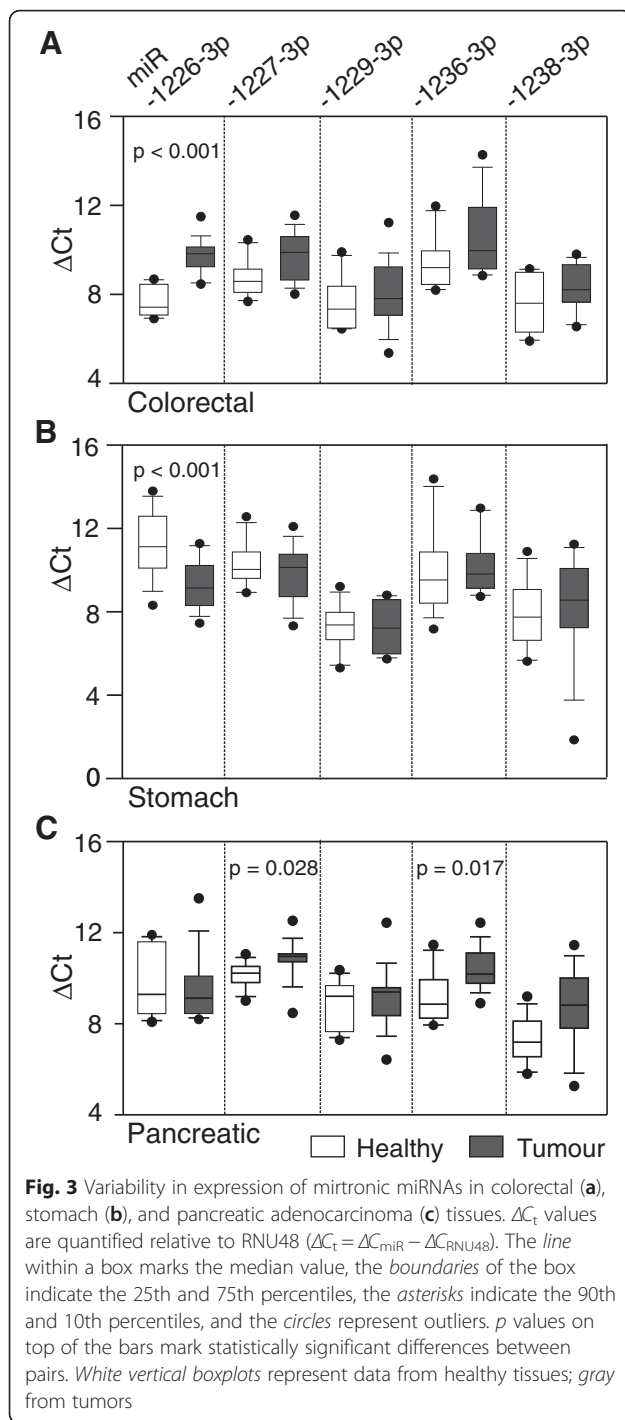 A
miR
-1226-3p
-1227-3p
-1229-3p
-1236-3p
-1238-3p
16
12
8
4
ΔCt
p < 0.001
Colorectal
B
16
12
8
4
0
ΔCt
p < 0.001
Stomach
C
16
12
8
4
ΔCt
p = 0.028
p = 0.017
Pancreatic
Healthy
Tumour
Fig. 3 Variability in expression of mirtronic miRNAs in colorectal (a),
stomach (b), and pancreatic adenocarcinoma (c) tissues. ΔCt values
are quantified relative to RNU48 (ΔCt = ΔCmiR − ΔCRNU48). The line
within a box marks the median value, the boundaries of the box
indicate the 25th and 75th percentiles, the asterisks indicate the 90th
and 10th percentiles, and the circles represent outliers. p values on
top of the bars mark statistically significant differences between
pairs. White vertical boxplots represent data from healthy tissues; gray
from tumors